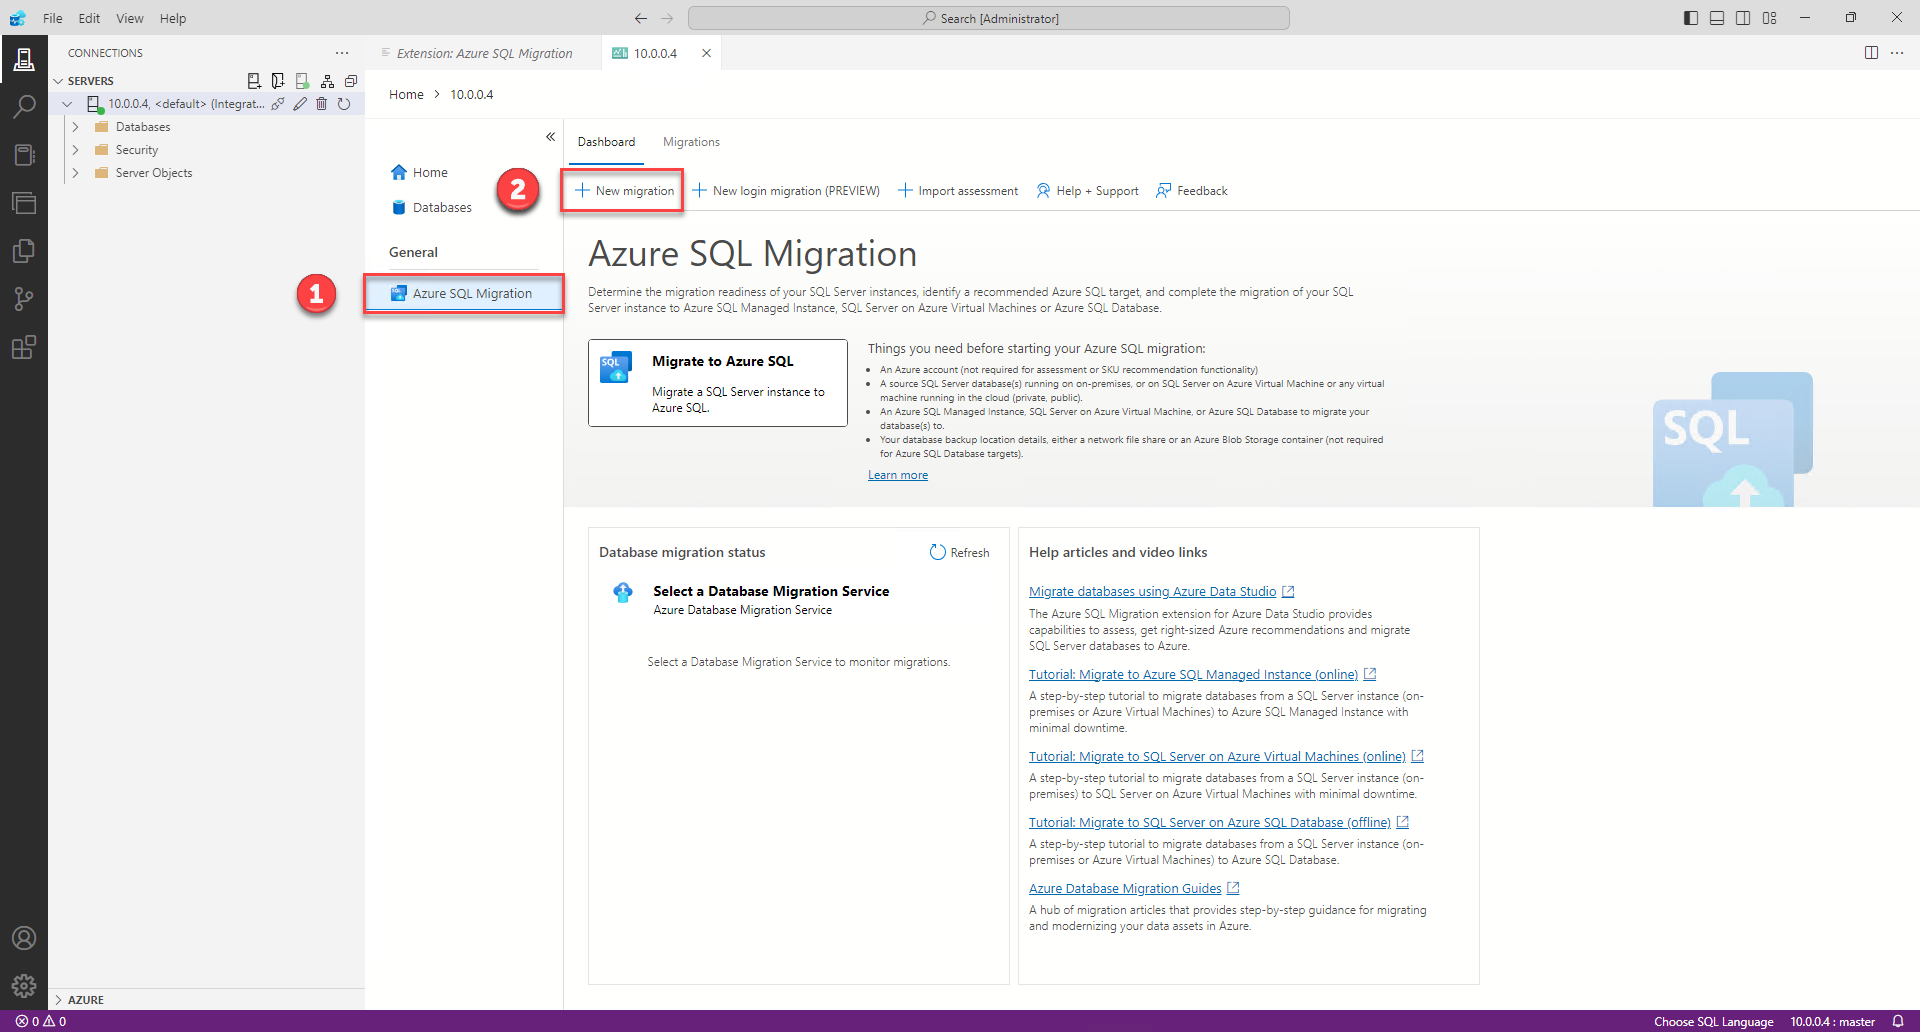 File Edit View Help
Search [Administrator]
CONNECTIONS
SERVERS
10.0.0.4, <default> (Integrat...
Databases
Security
Server Objects
AZURE
Extension: Azure SQL Migration
10.0.0.4
Home > 10.0.0.4
Home
Databases
General
1
Azure SQL Migration
Dashboard Migrations
2
New migration
New login migration (PREVIEW)
Import assessment
Help + Support
Feedback
Azure SQL Migration
Determine the migration readiness of your SQL Server instances, identify a recommended Azure SQL target, and complete the migration of your SQL
Server instance to Azure SQL Managed Instance, SQL Server on Azure Virtual Machines or Azure SQL Database.
SQL
Migrate to Azure SQL
Migrate a SQL Server instance to
Azure SQL.
Things you need before starting your Azure SQL migration:
• An Azure account (not required for assessment or SKU recommendation functionality)
• A source SQL Server database(s) running on on-premises, or on SQL Server on Azure Virtual Machine or any virtual
machine running in the cloud (private, public).
• An Azure SQL Managed Instance, SQL Server on Azure Virtual Machine, or Azure SQL Database to migrate your
database(s) to.
• Your database backup location details, either a network file share or an Azure Blob Storage container (not required
for Azure SQL Database targets).
Learn more
SQL
Database migration status
Refresh
Select a Database Migration Service
Azure Database Migration Service
Select a Database Migration Service to monitor migrations.
Help articles and video links
Migrate databases using Azure Data Studio
The Azure SQL Migration extension for Azure Data Studio provides
capabilities to assess, get right-sized Azure recommendations and migrate
SQL Server databases to Azure.
Tutorial: Migrate to Azure SQL Managed Instance (online)
A step-by-step tutorial to migrate databases from a SQL Server instance (on-
premises or Azure Virtual Machines) to Azure SQL Managed Instance with
minimal downtime.
Tutorial: Migrate to SQL Server on Azure Virtual Machines (online)
A step-by-step tutorial to migrate databases from a SQL Server instance (on-
premises) to SQL Server on Azure Virtual Machines with minimal downtime.
Tutorial: Migrate to SQL Server on Azure SQL Database (offline)
A step-by-step tutorial to migrate databases from a SQL Server instance (on-
premises or Azure Virtual Machines) to Azure SQL Database.
Azure Database Migration Guides
A hub of migration articles that provides step-by-step guidance for migrating
and modernizing your data assets in Azure.
0 0
Choose SQL Language
10.0.0.4 : master